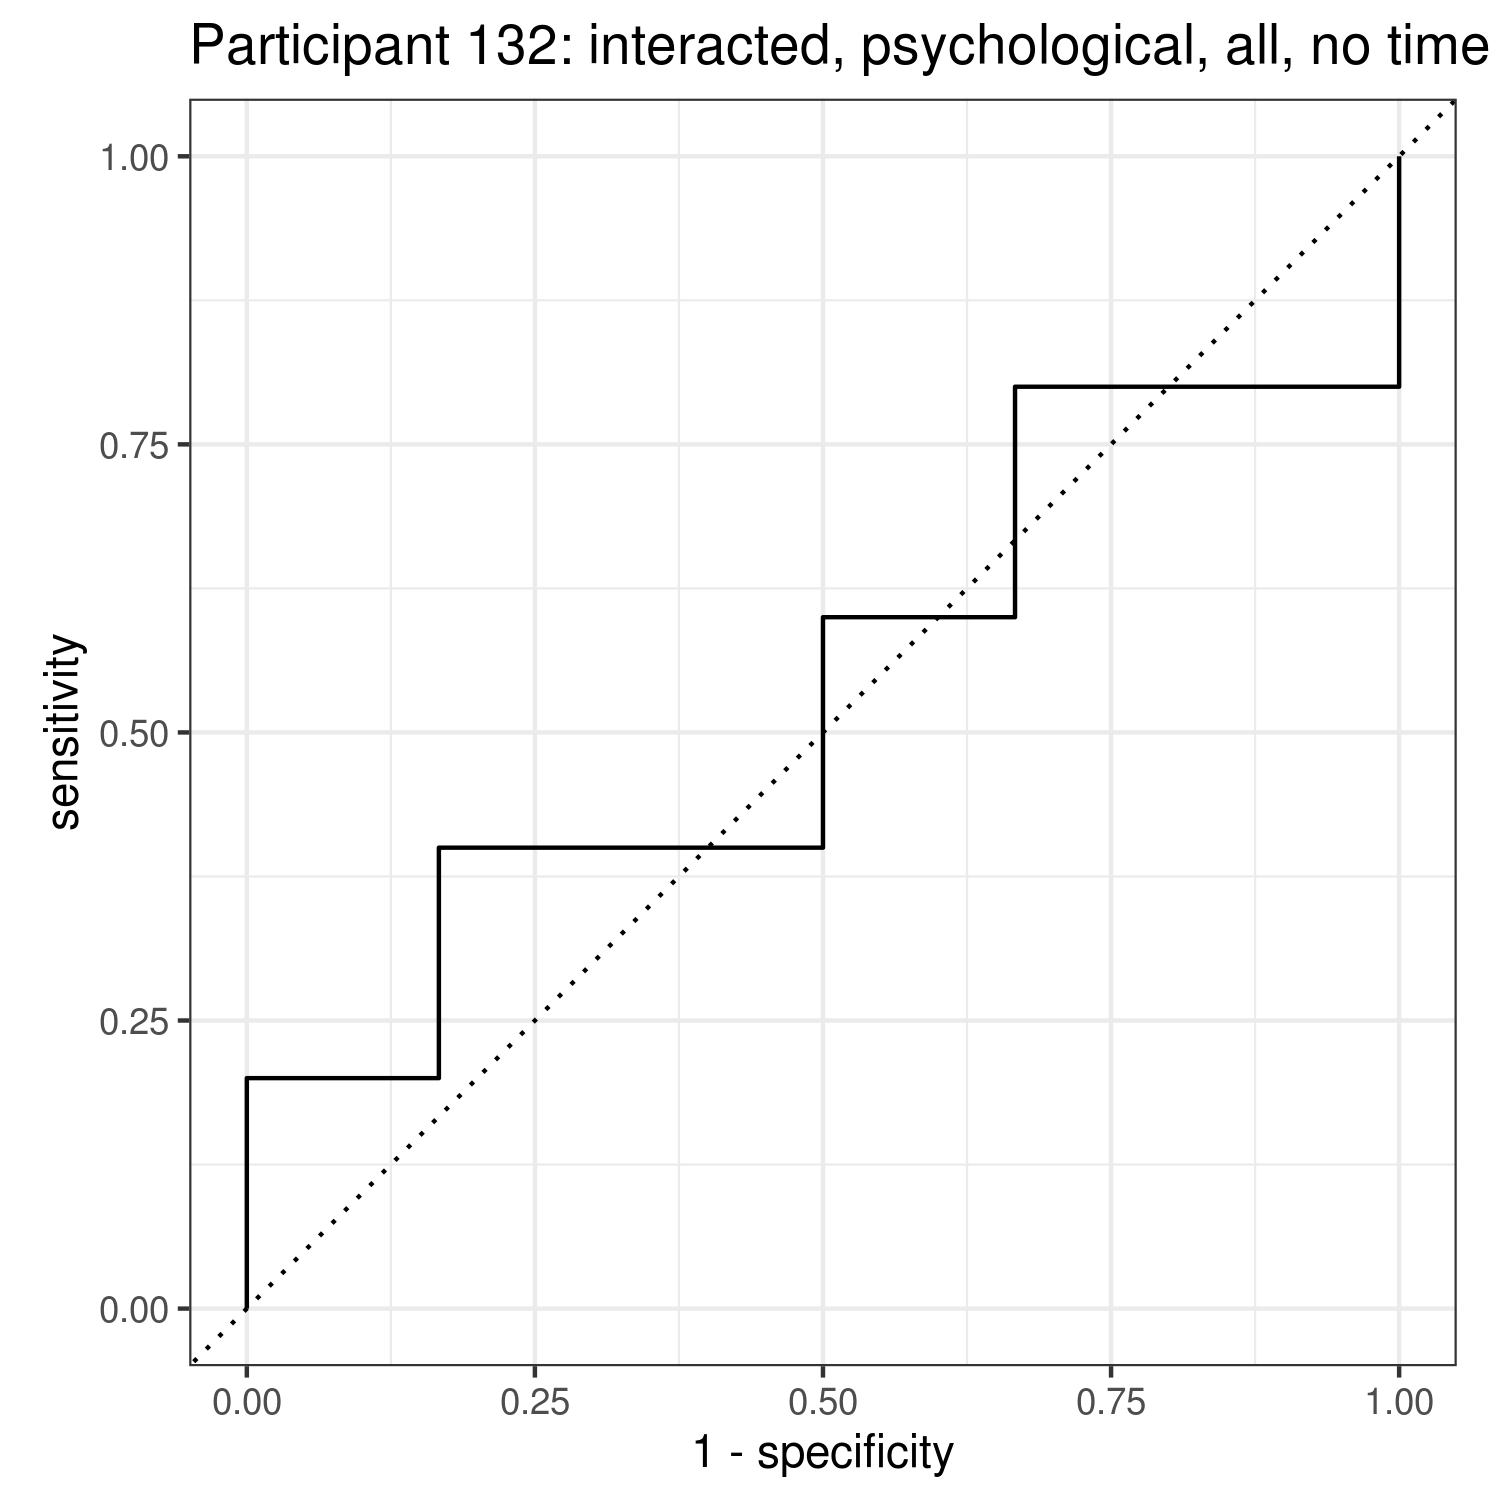 Participant 132: interacted, psychological, all, no time
1.00
0.75
0.50
0.25
0.00
sensitivity
0.00 0.25 0.50 0.75 1.00
1 - specificity